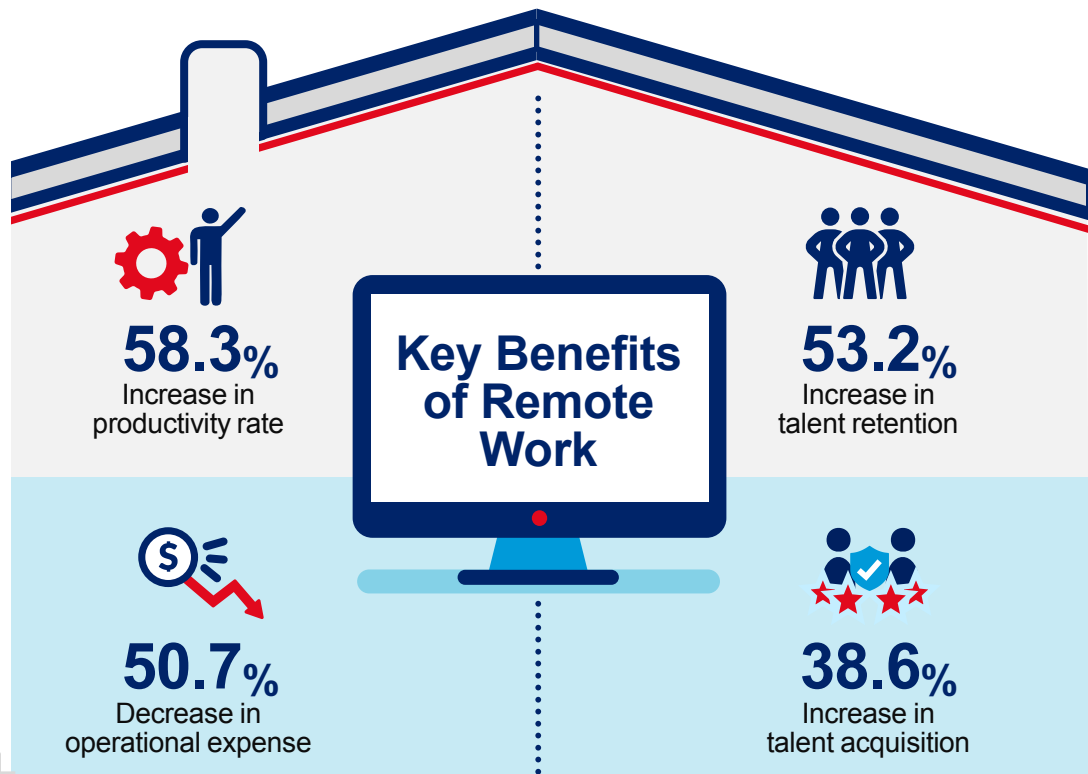 Key Benefits
of Remote
Work
58.3%
Increase in
productivity rate
53.2%
Increase in
talent retention
$
50.7%
Decrease in
operational expense
38.6%
Increase in
talent acquisition